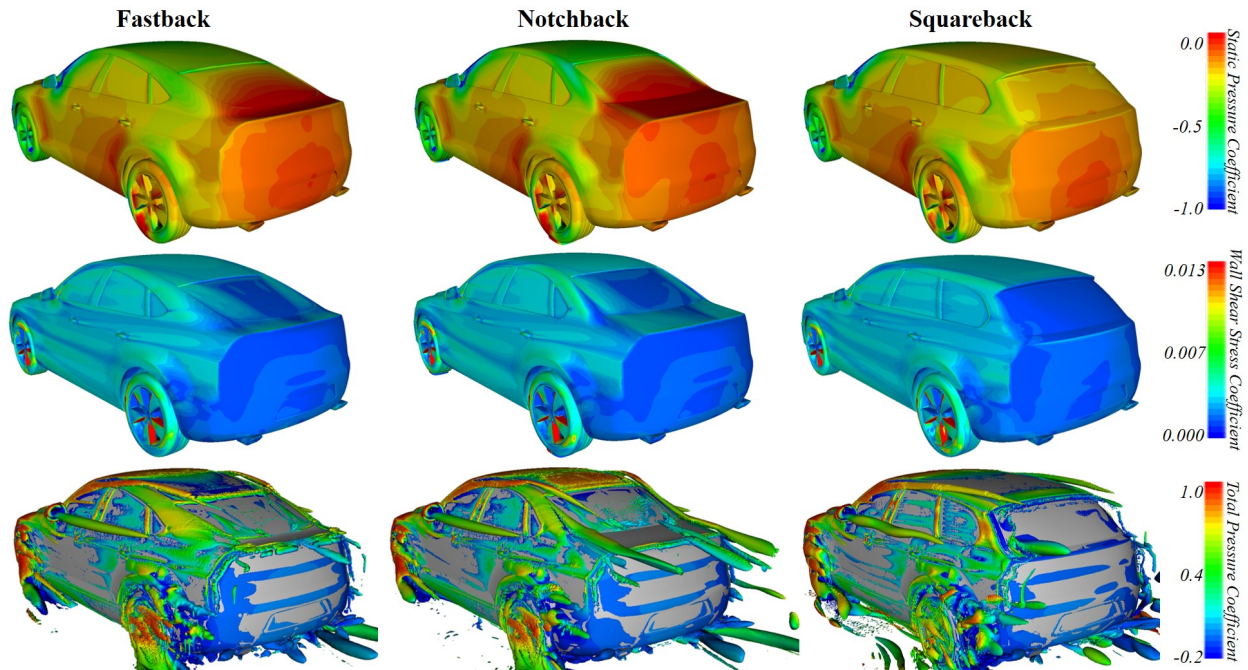 Fastback
Notchback
Squareback
0.0
-0.5
-1.0
Static Pressure Coefficient
0.013
0.007
0.000
Wall Shear Stress Coefficient
1.0
0.4
-0.2
Total Pressure Coefficient